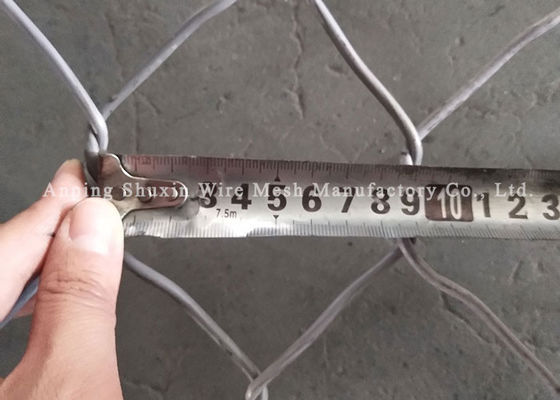 Anping Shuxin Wire Mesh Manufactory Co., Ltd.
3 4 5 6 7 8 9 10 1 2 3
7.5m